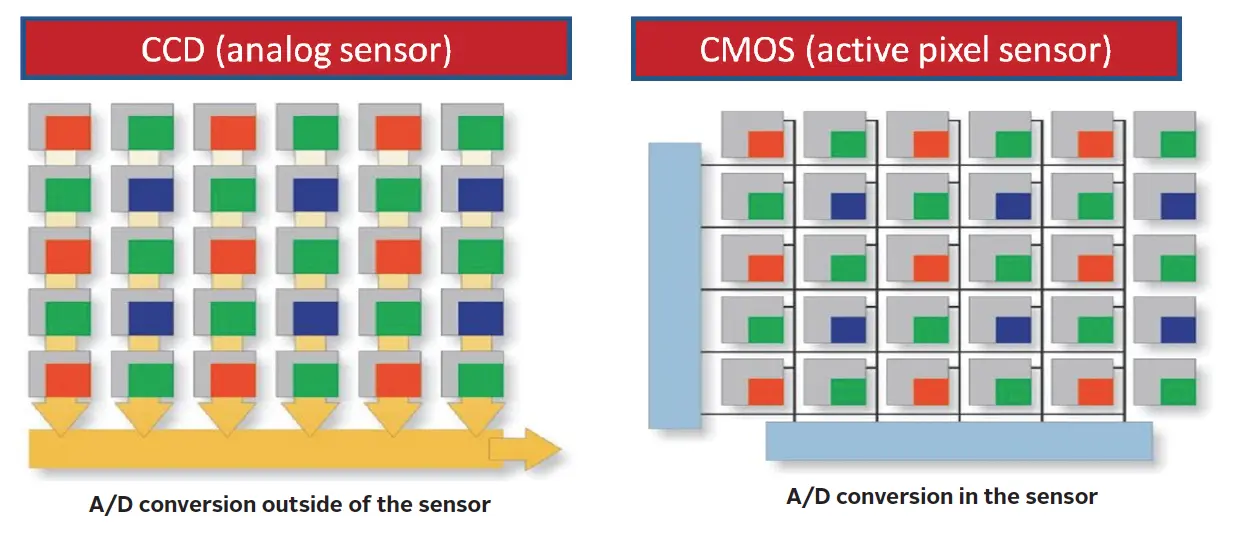 CCD (analog sensor)
CMOS (active pixel sensor)
A/D conversion outside of the sensor
A/D conversion in the sensor